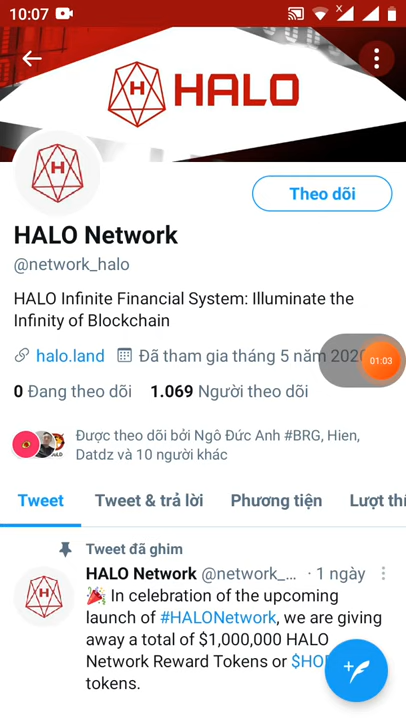 10:07
H HALO
H
Theo dõi
HALO Network
@network_halo
HALO Infinite Financial System: Illuminate the
Infinity of Blockchain
halo.land Đã tham gia tháng 5 năm 2020
01:03
0 Đang theo dõi 1.069 Người theo dõi
Được theo dõi bởi Ngô Đức Anh #BRG, Hien,
Datdz và 10 người khác
Tweet Tweet & trả lời Phương tiện Lượt thí
Tweet đã ghim
HALO Network @network_... · 1 ngày
H
In celebration of the upcoming
launch of #HALONetwork, we are giving
away a total of $1,000,000 HALO
Network Reward Tokens or $HO
tokens.